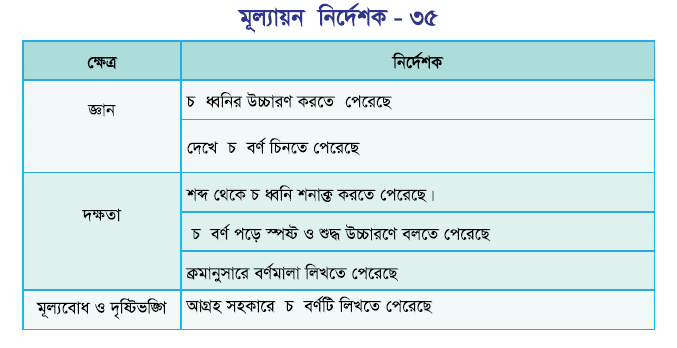 মূল্যায়ন নির্দেশক - ৩৫
ক্ষেত্র নির্দেশক
জ্ঞান
চ ধ্বনির উচ্চারণ করতে পেরেছে
দেখে চ বর্ণ চিনতে পেরেছে
দক্ষতা
শব্দ থেকে চ ধ্বনি শনাক্ত করতে পেরেছে।
চ বর্ণ পড়ে স্পষ্ট ও শুদ্ধ উচ্চারণে বলতে পেরেছে
ক্রমানুসারে বর্ণমালা লিখতে পেরেছে
মূল্যবোধ ও দৃষ্টিভঙ্গি আগ্রহ সহকারে চ বর্ণটি লিখতে পেরেছে